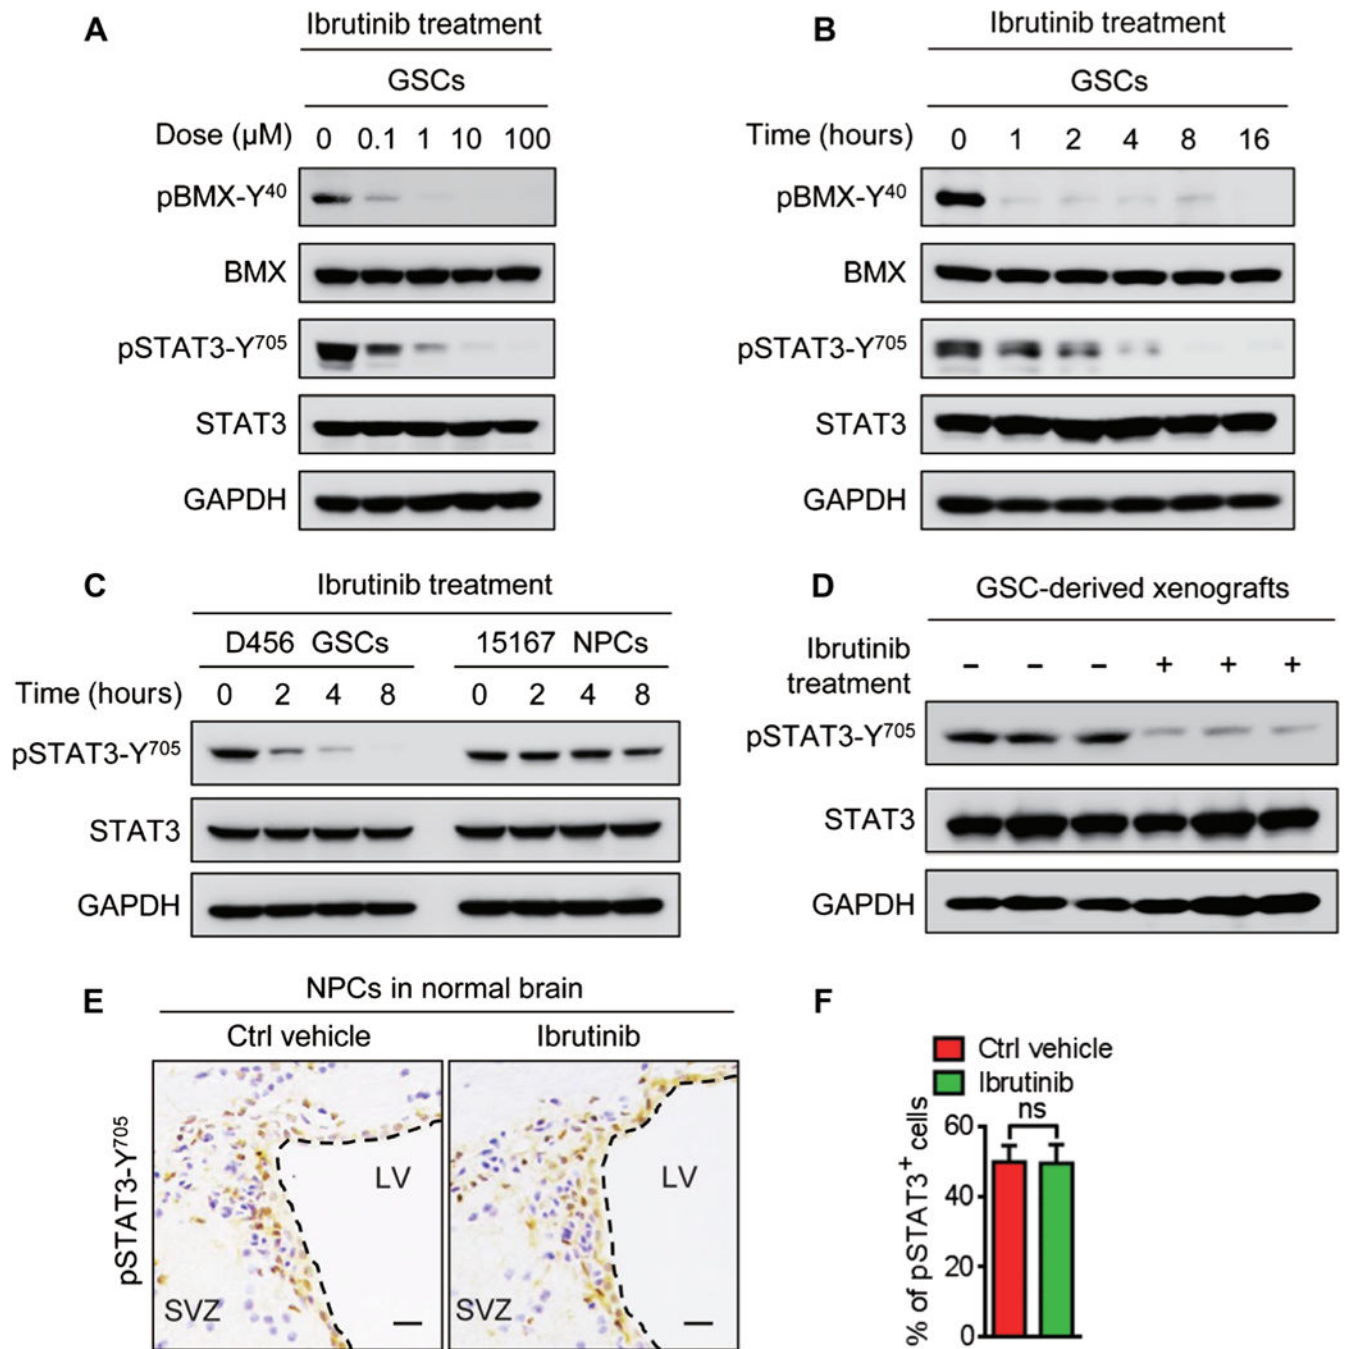 A
Ibrutinib treatment
GSCs
Dose (µM) 0 0.1 1 10 100
pBMX-Y⁴⁰
BMX
pSTAT3-Y⁷⁰⁵
STAT3
GAPDH
B
Ibrutinib treatment
GSCs
Time (hours) 0 1 2 4 8 16
pBMX-Y⁴⁰
BMX
pSTAT3-Y⁷⁰⁵
STAT3
GAPDH
C
Ibrutinib treatment
D456 GSCs 15167 NPCs
Time (hours) 0 2 4 8 0 2 4 8
pSTAT3-Y⁷⁰⁵
STAT3
GAPDH
D
GSC-derived xenografts
Ibrutinib
treatment − − − + + +
pSTAT3-Y⁷⁰⁵
STAT3
GAPDH
E
NPCs in normal brain
Ctrl vehicle Ibrutinib
pSTAT3-Y⁷⁰⁵
LV LV
SVZ SVZ
F
Ctrl vehicle
Ibrutinib
ns
% of pSTAT3⁺ cells
60
40
20
0